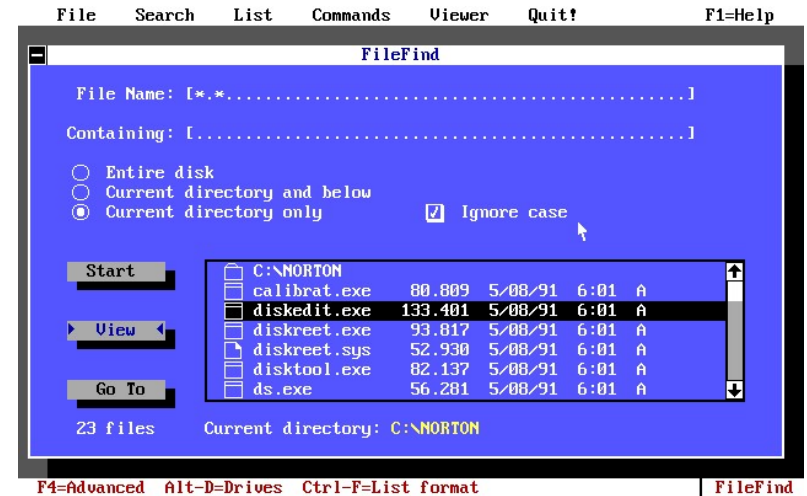 File Search List Commands Viewer Quit! F1=Help
FileFind
File Name: [*.*..............................................]
Containing: [.................................................]
Entire disk
Current directory and below
Current directory only Ignore case
Start
C:\NORTON
calibrat.exe 80.809 5/08/91 6:01 A
diskedit.exe 133.401 5/08/91 6:01 A
View
diskreet.exe 93.817 5/08/91 6:01 A
diskreet.sys 52.930 5/08/91 6:01 A
disktool.exe 82.137 5/08/91 6:01 A
Go To
ds.exe 56.281 5/08/91 6:01 A
23 files Current directory: C:\NORTON
F4=Advanced Alt-D=Drives Ctrl-F=List format FileFind